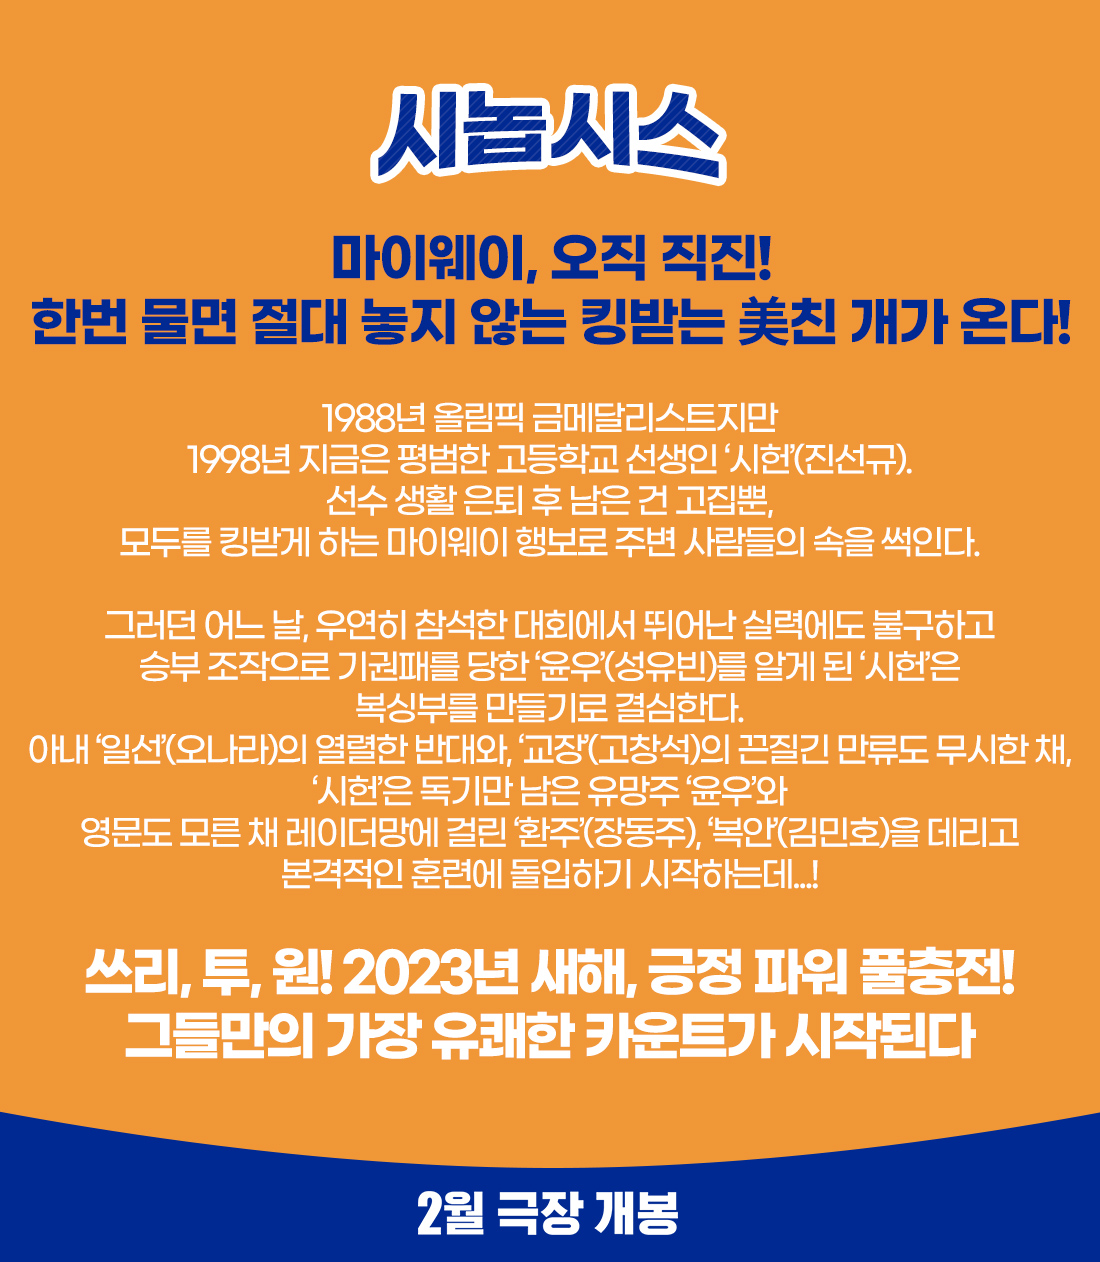 시놉시스
마이웨이, 오직 직진!
한번 물면 절대 놓지 않는 킹받는 美친 개가 온다!
1988년 올림픽 금메달리스트지만
1998년 지금은 평범한 고등학교 선생인 ‘시헌’(진선규).
선수 생활 은퇴 후 남은 건 고집뿐,
모두를 킹받게 하는 마이웨이 행보로 주변 사람들의 속을 썩인다.
그러던 어느 날, 우연히 참석한 대회에서 뛰어난 실력에도 불구하고
승부 조작으로 기권패를 당한 ‘윤우’(성유빈)를 알게 된 ‘시헌’은
복싱부를 만들기로 결심한다.
아내 ‘일선’(오나라)의 열렬한 반대와, ‘교장’(고창석)의 끈질긴 만류도 무시한 채,
‘시헌’은 독기만 남은 유망주 ‘윤우’와
영문도 모른 채 레이더망에 걸린 ‘환주’(장동주), ‘복안’(김민호)을 데리고
본격적인 훈련에 돌입하기 시작하는데...!
쓰리, 투, 원! 2023년 새해, 긍정 파워 풀충전!
그들만의 가장 유쾌한 카운트가 시작된다
2월 극장 개봉